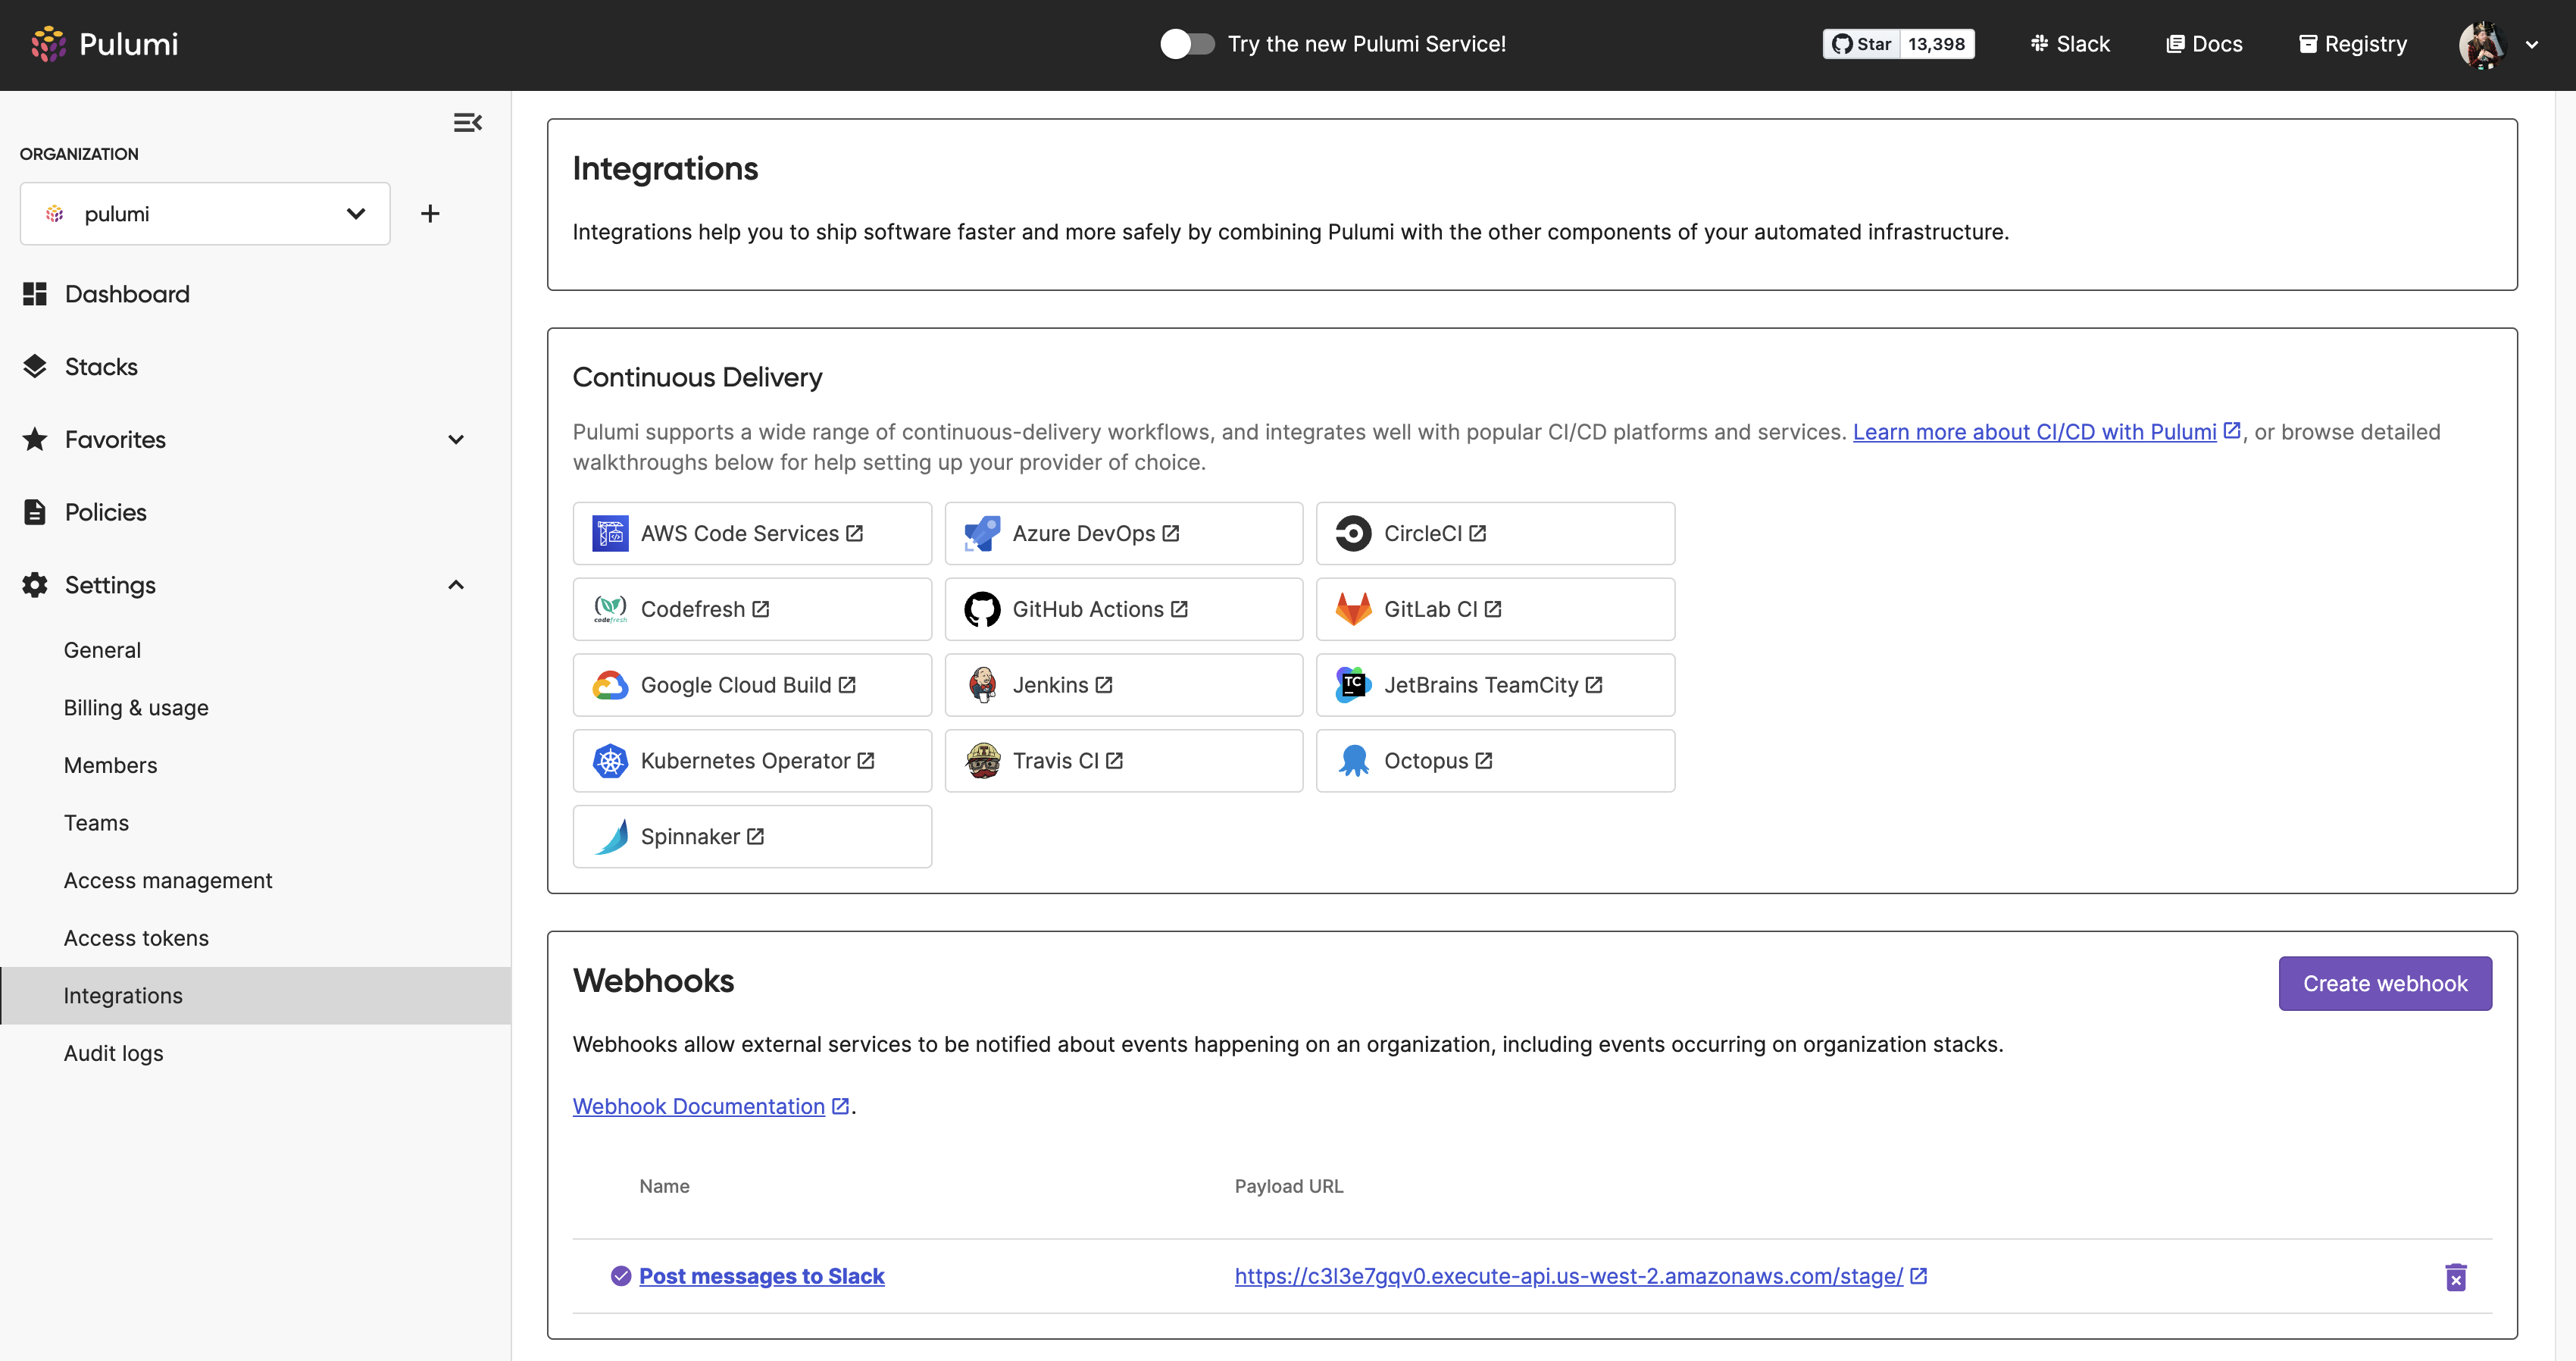 Pulumi
Try the new Pulumi Service!
Star 13,398
Slack
Docs
Registry
ORGANIZATION
pulumi
Dashboard
Stacks
Favorites
Policies
Settings
General
Billing & usage
Members
Teams
Access management
Access tokens
Integrations
Audit logs
Integrations
Integrations help you to ship software faster and more safely by combining Pulumi with the other components of your automated infrastructure.
Continuous Delivery
Pulumi supports a wide range of continuous-delivery workflows, and integrates well with popular CI/CD platforms and services. Learn more about CI/CD with Pulumi, or browse detailed
walkthroughs below for help setting up your provider of choice.
AWS Code Services
Azure DevOps
CircleCI
codefresh
Codefresh
GitHub Actions
GitLab CI
Google Cloud Build
Jenkins
TC
JetBrains TeamCity
Kubernetes Operator
Travis CI
Octopus
Spinnaker
Webhooks
Create webhook
Webhooks allow external services to be notified about events happening on an organization, including events occurring on organization stacks.
Webhook Documentation.
Name
Payload URL
Post messages to Slack
https://c3l3e7gqv0.execute-api.us-west-2.amazonaws.com/stage/